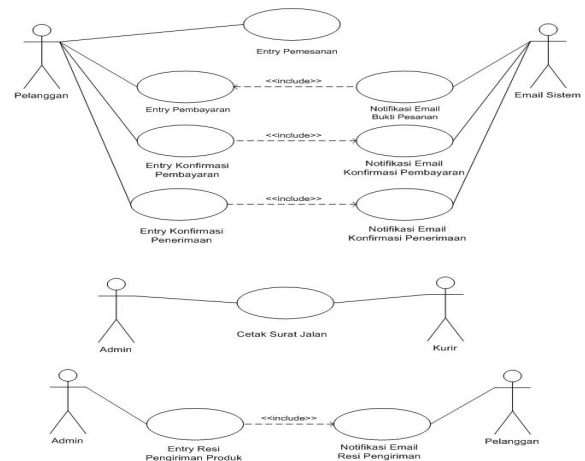 Entry Pemesanan
Pelanggan
Email Sistem
<<include>>
Entry Pembayaran
Notifikasi Email
Bukti Pesanan
<<include>>
Entry Konfirmasi
Pembayaran
Notifikasi Email
Konfirmasi Pembayaran
<<include>>
Entry Konfirmasi
Penerimaan
Notifikasi Email
Konfirmasi Penerimaan
Admin
Cetak Surat Jalan
Kurir
<<include>>
Admin
Entry Resi
Pengiriman Produk
Notifikasi Email
Resi Pengiriman
Pelanggan